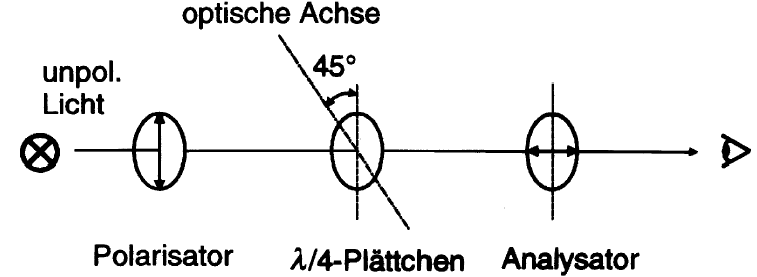 optische Achse
45°
unpol.
Licht
Polarisator
λ/4-Plättchen
Analysator